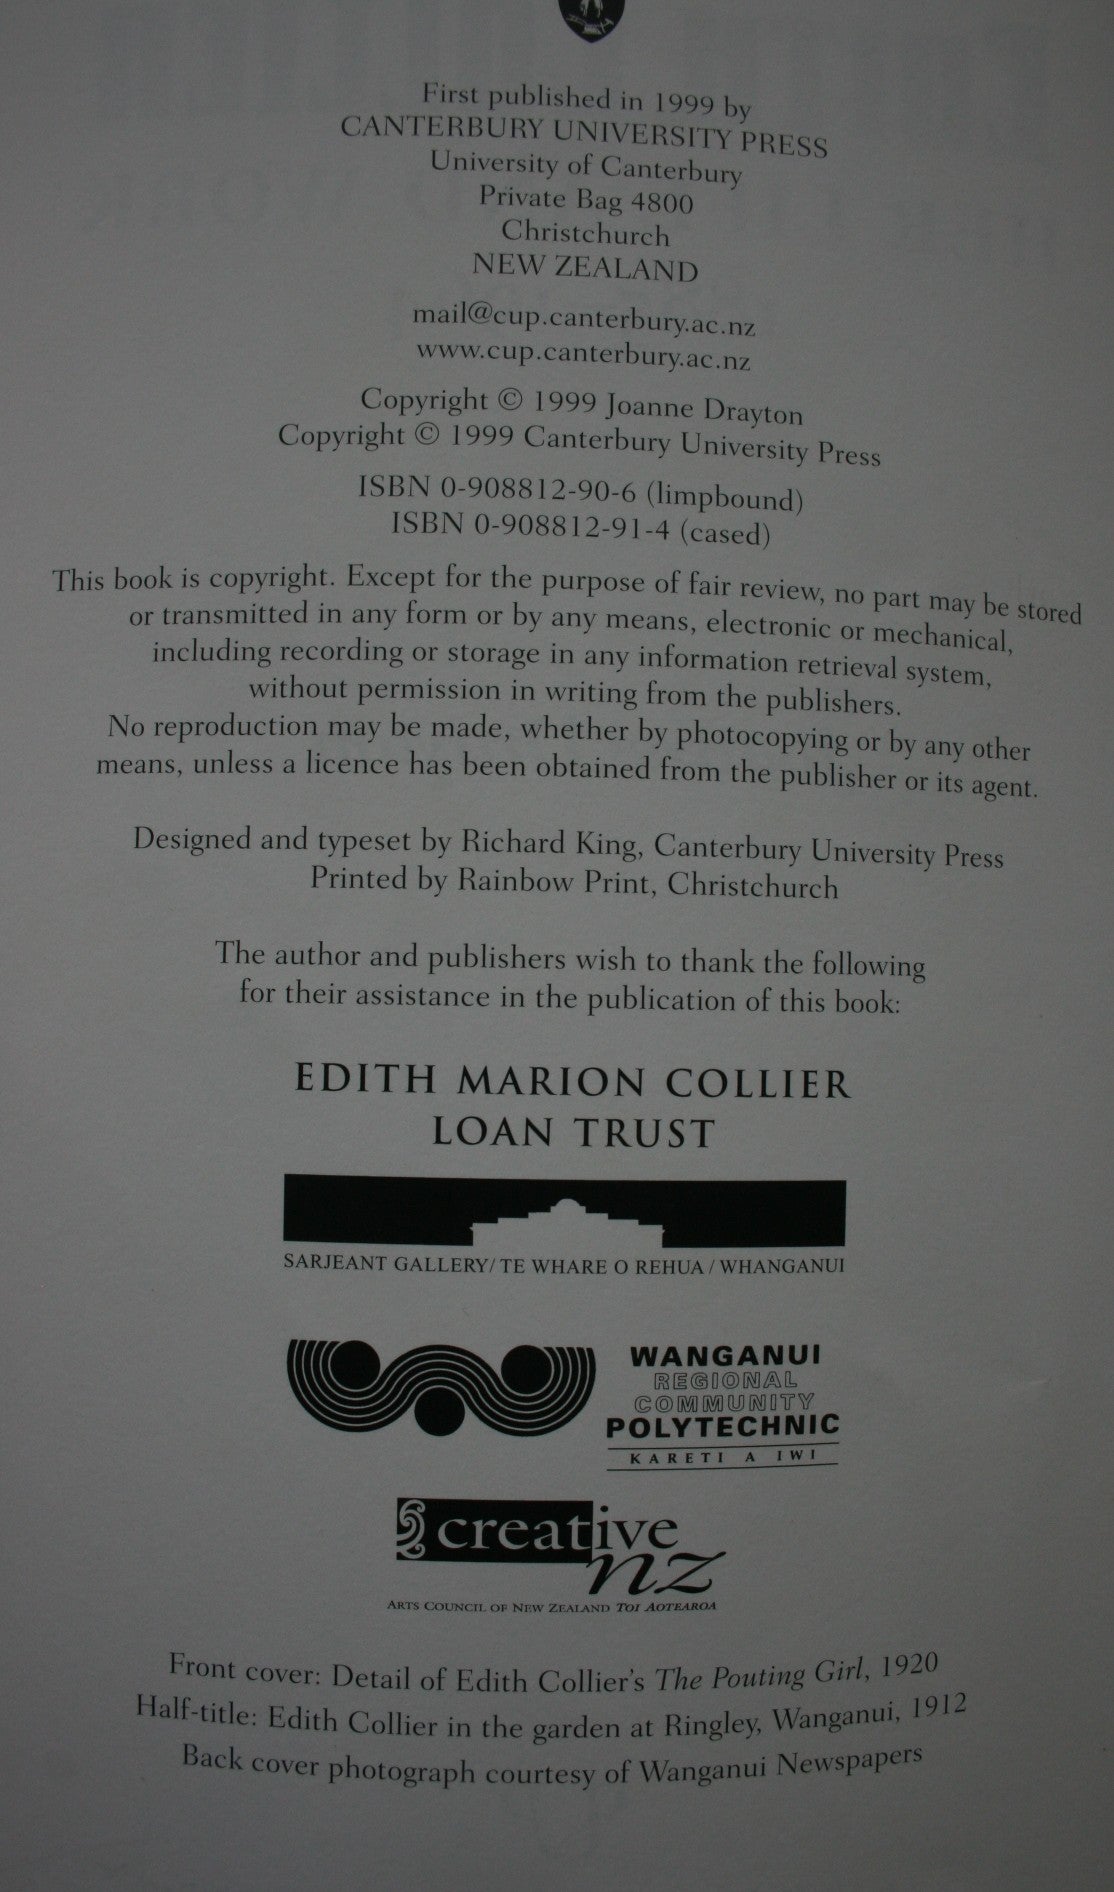 First published in 1999 by
CANTERBURY UNIVERSITY PRESS
University of Canterbury
Private Bag 4800
Christchurch
NEW ZEALAND
mail@cup.canterbury.ac.nz
www.cup.canterbury.ac.nz
Copyright © 1999 Joanne Drayton
Copyright © 1999 Canterbury University Press
ISBN 0-908812-90-6 (limpbound)
ISBN 0-908812-91-4 (cased)
This book is copyright. Except for the purpose of fair review, no part may be stored
or transmitted in any form or by any means, electronic or mechanical,
including recording or storage in any information retrieval system,
without permission in writing from the publishers.
No reproduction may be made, whether by photocopying or by any other
means, unless a licence has been obtained from the publisher or its agent.
Designed and typeset by Richard King, Canterbury University Press
Printed by Rainbow Print, Christchurch
The author and publishers wish to thank the following
for their assistance in the publication of this book:
EDITH MARION COLLIER
LOAN TRUST
SARJEANT GALLERY/ TE WHARE O REHUA / WHANGANUI
WANGANUI
REGIONAL
COMMUNITY
POLYTECHNIC
KARETI A IWI
creative
nz
ARTS COUNCIL OF NEW ZEALAND TOI AOTEAROA
Front cover: Detail of Edith Collier's The Pouting Girl, 1920
Half-title: Edith Collier in the garden at Ringley, Wanganui, 1912
Back cover photograph courtesy of Wanganui Newspapers